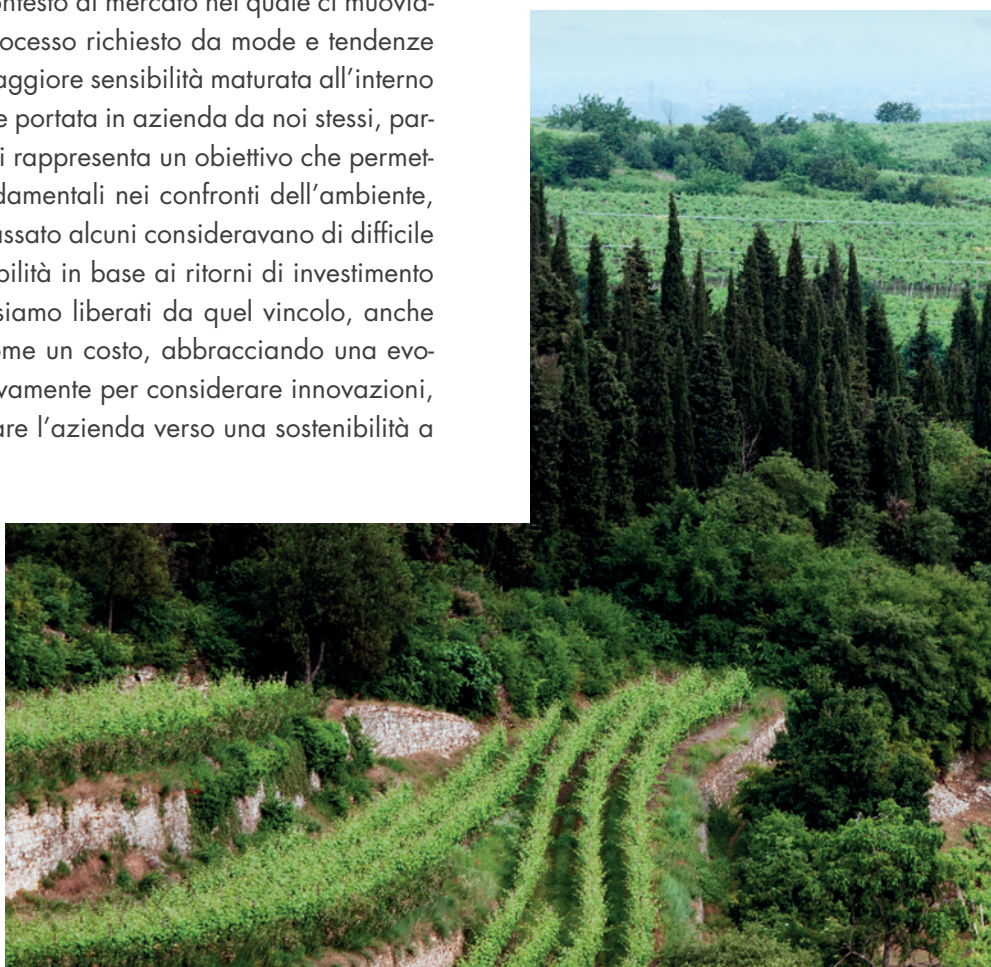 ontesto di mercato nel quale ci muovia-
ocesso richiesto da mode e tendenze
aggiore sensibilità maturata all’interno
e portata in azienda da noi stessi, par-
i rappresenta un obiettivo che permet-
damentali nei confronti dell’ambiente,
assato alcuni consideravano di difficile
bilità in base ai ritorni di investimento
siamo liberati da quel vincolo, anche
ome un costo, abbracciando una evo-
vamente per considerare innovazioni,
are l’azienda verso una sostenibilità a